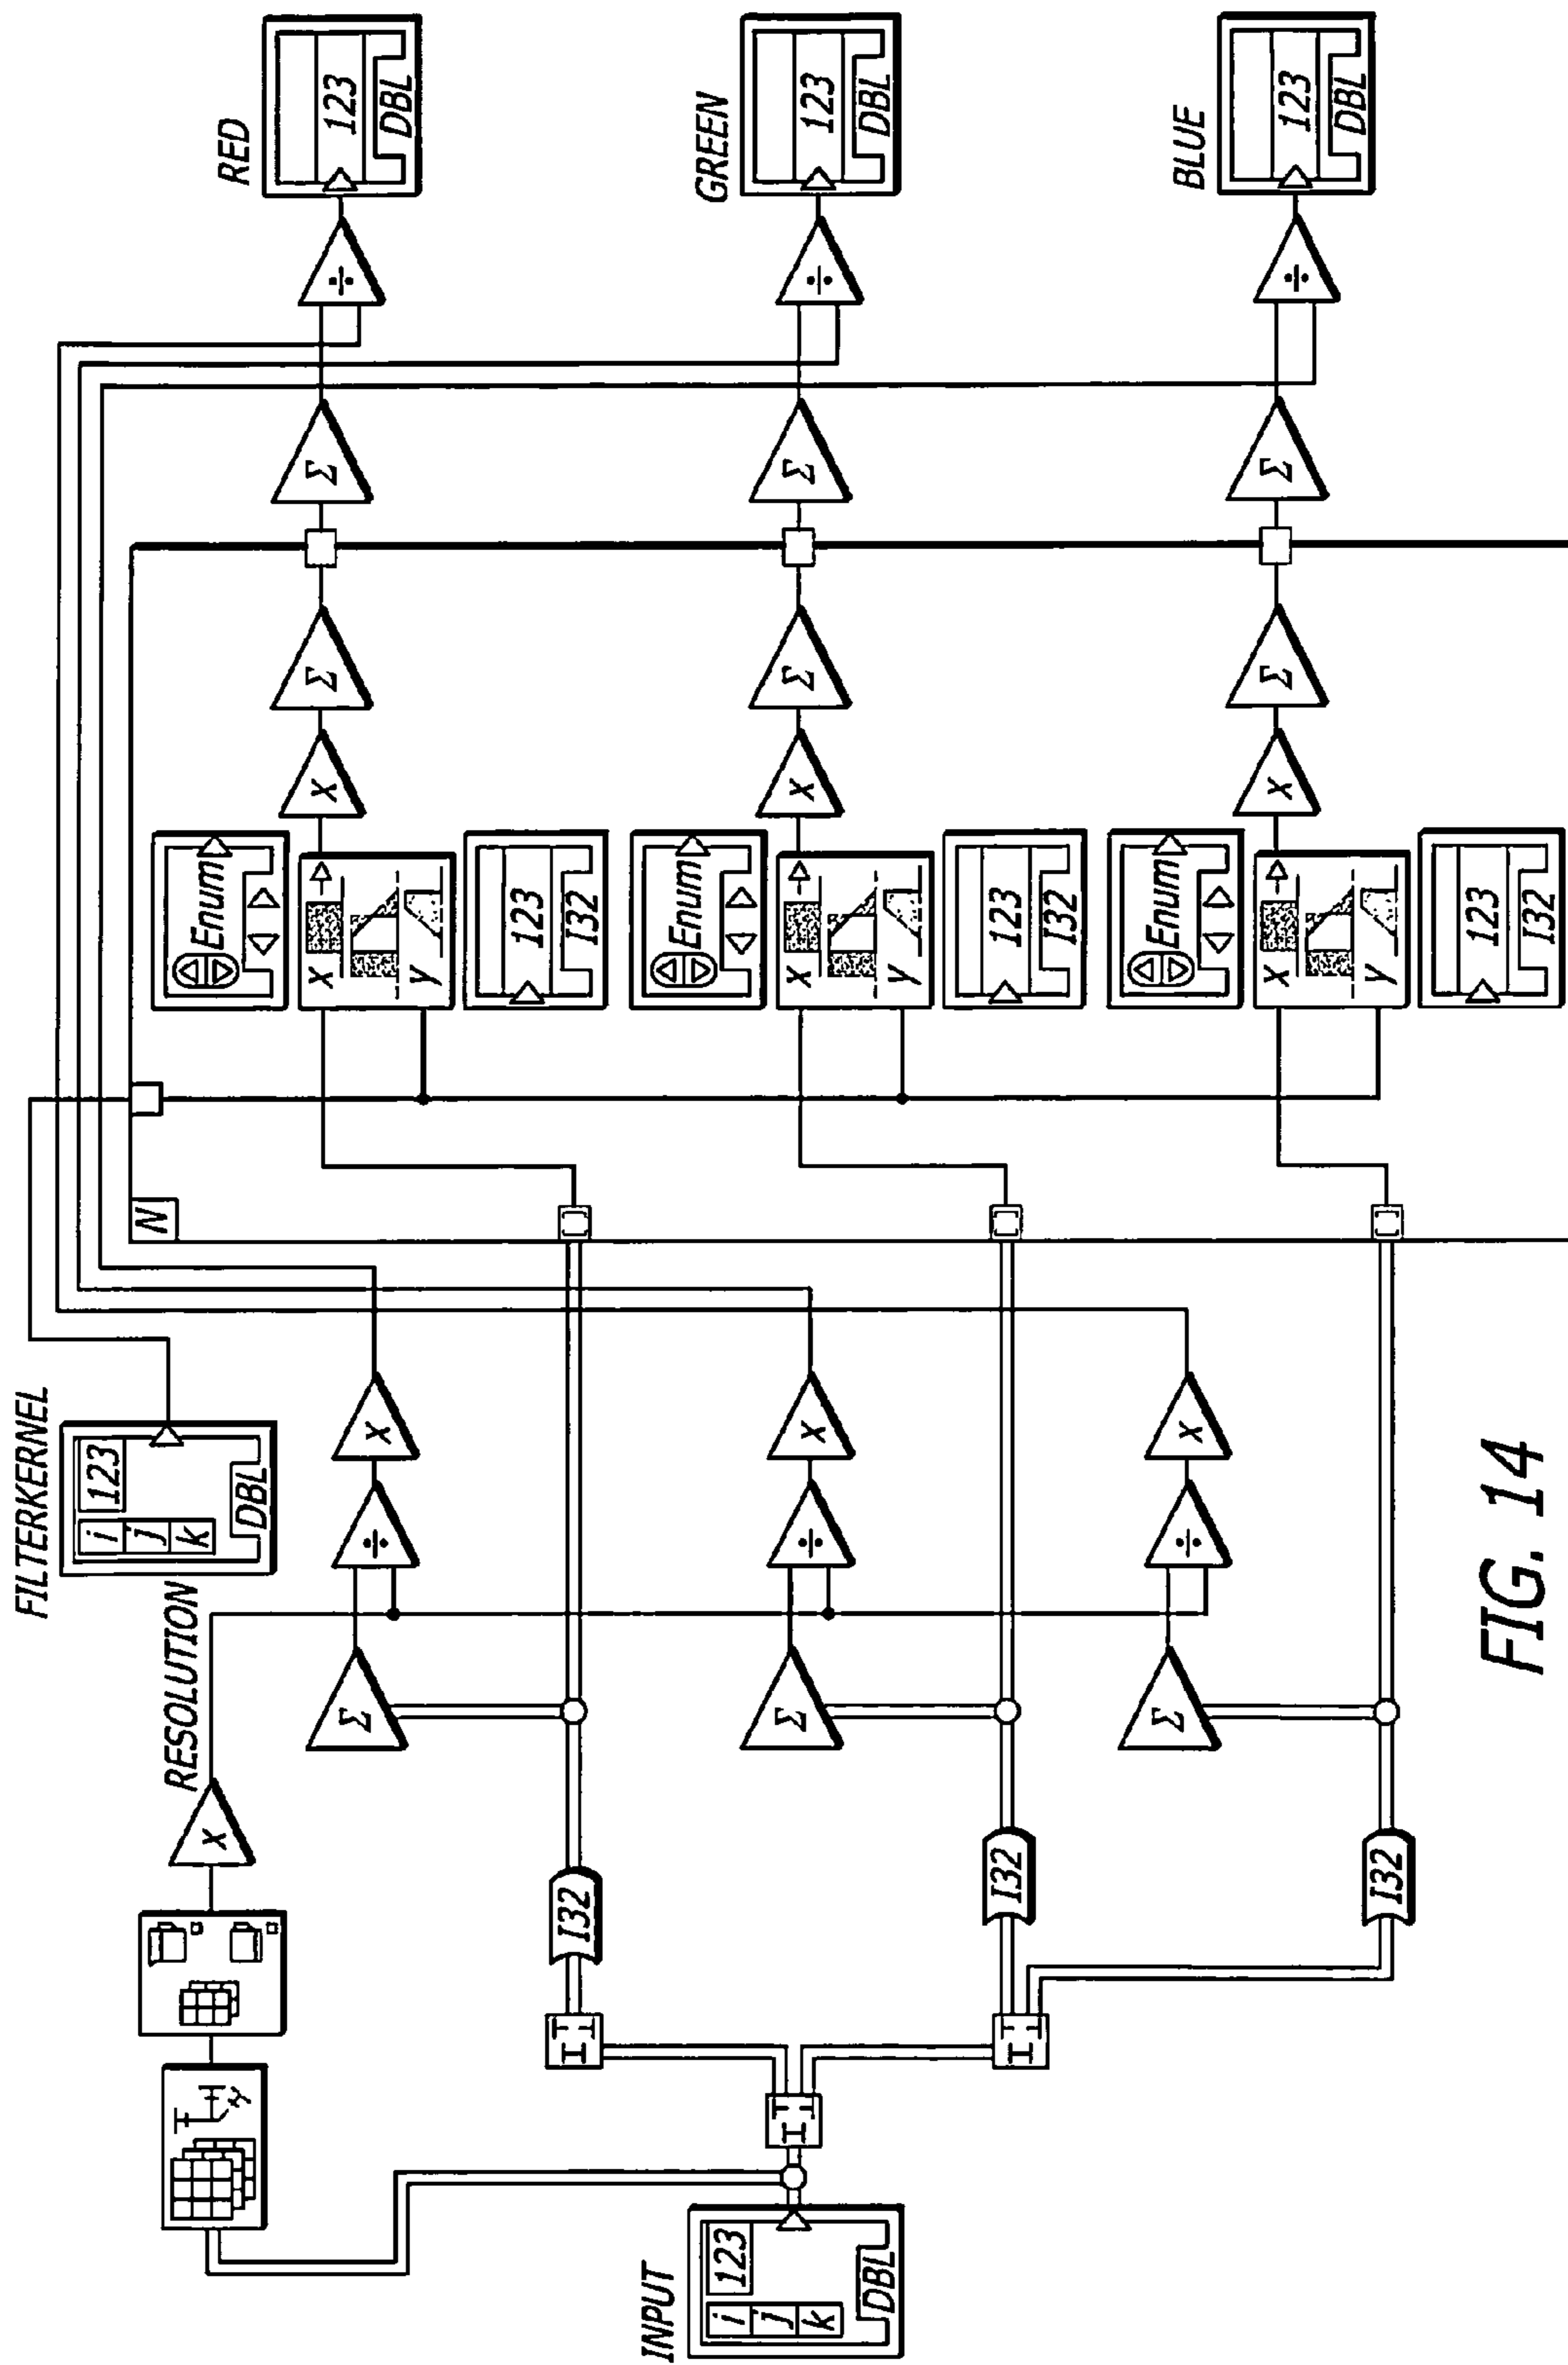 INPUT
i
j
k
123
DBL
RESOLUTION
x
FILTERKERNEL
i
j
k
123
DBL
I32
I32
I32
Σ
÷
x
Σ
÷
x
Σ
÷
x
N
Enum
x
y
123
I32
x
Σ
Σ
÷
RED
123
DBL
Enum
x
y
123
I32
x
Σ
Σ
÷
GREEN
123
DBL
Enum
x
y
123
I32
x
Σ
Σ
÷
BLUE
123
DBL
FIG. 14